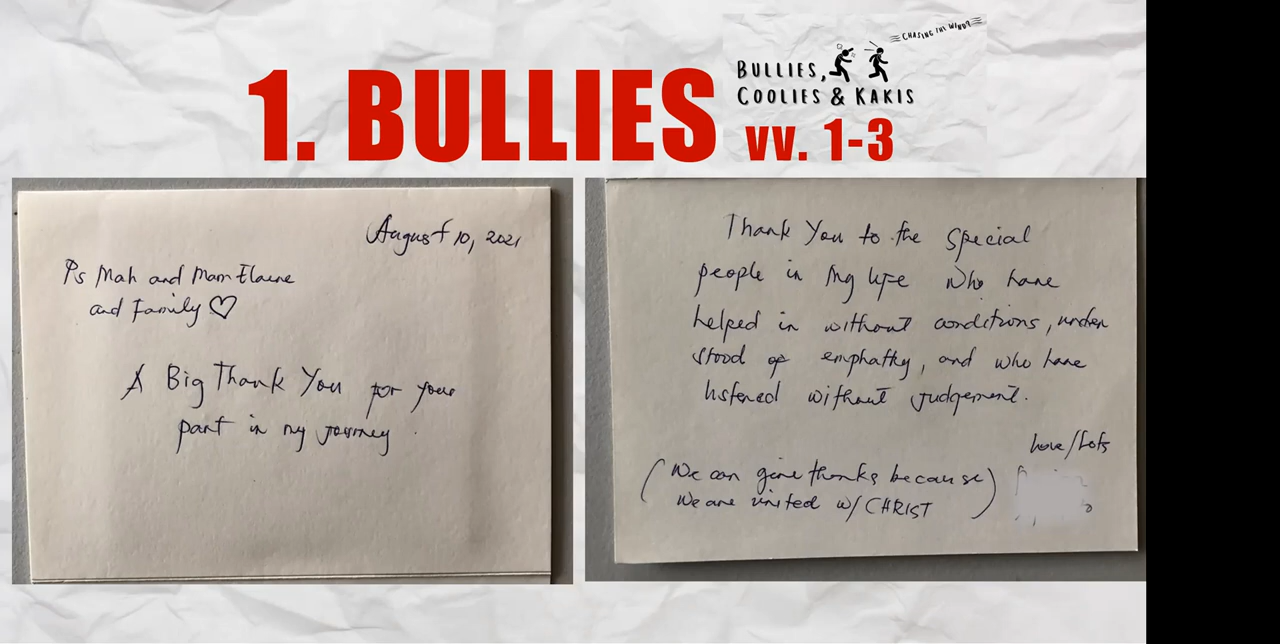 CHASING THE WIND?
BULLIES,
COOLIES & KAKIS
1. BULLIES
vv. 1-3
August 10, 2021
Ps Mah and Mam Elaine
and Family
A Big Thank You for your
part in my journey.
Thank You to the special
people in my life who have
helped in without conditions, under
stood of emphathy, and who have
listened without judgement.
Love/Lots
(We can give thanks because)
We are united w/ CHRIST